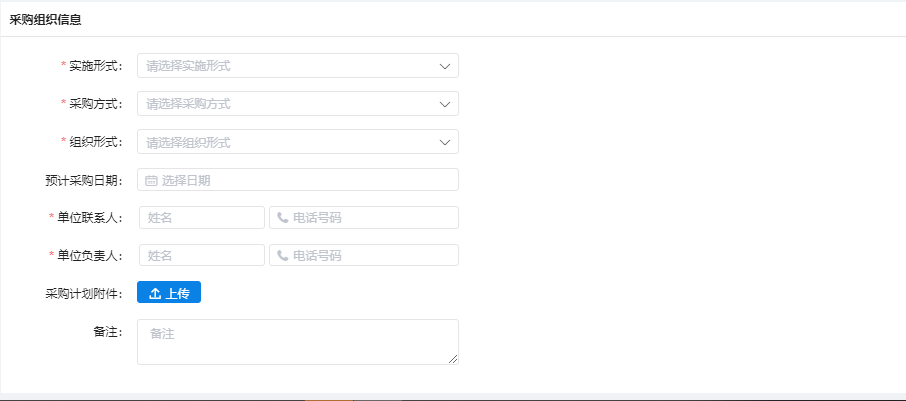 采购组织信息
* 实施形式： 请选择实施形式
* 采购方式： 请选择采购方式
* 组织形式： 请选择组织形式
预计采购日期： 选择日期
* 单位联系人： 姓名 电话号码
* 单位负责人： 姓名 电话号码
采购计划附件： 上传
备注： 备注